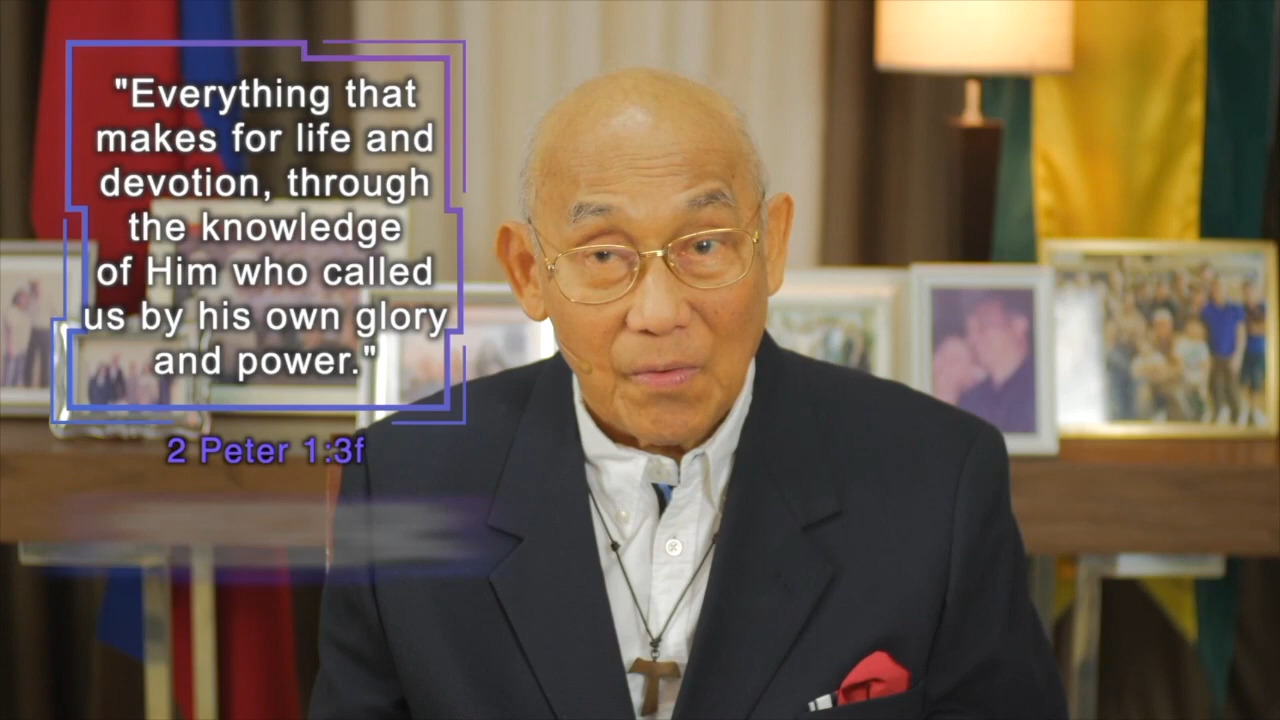 "Everything that
makes for life and
devotion, through
the knowledge
of Him who called
us by his own glory
and power."
2 Peter 1:3f